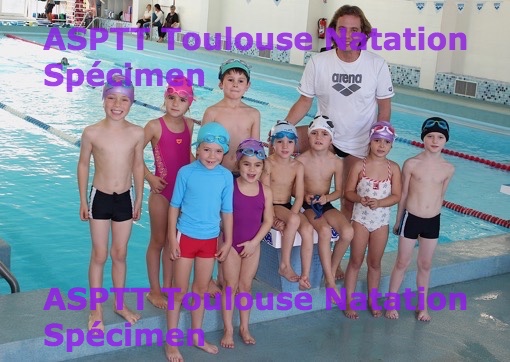 ASPTT Toulouse Natation
Spécimen
arena
ASPTT Toulouse Natation
Spécimen